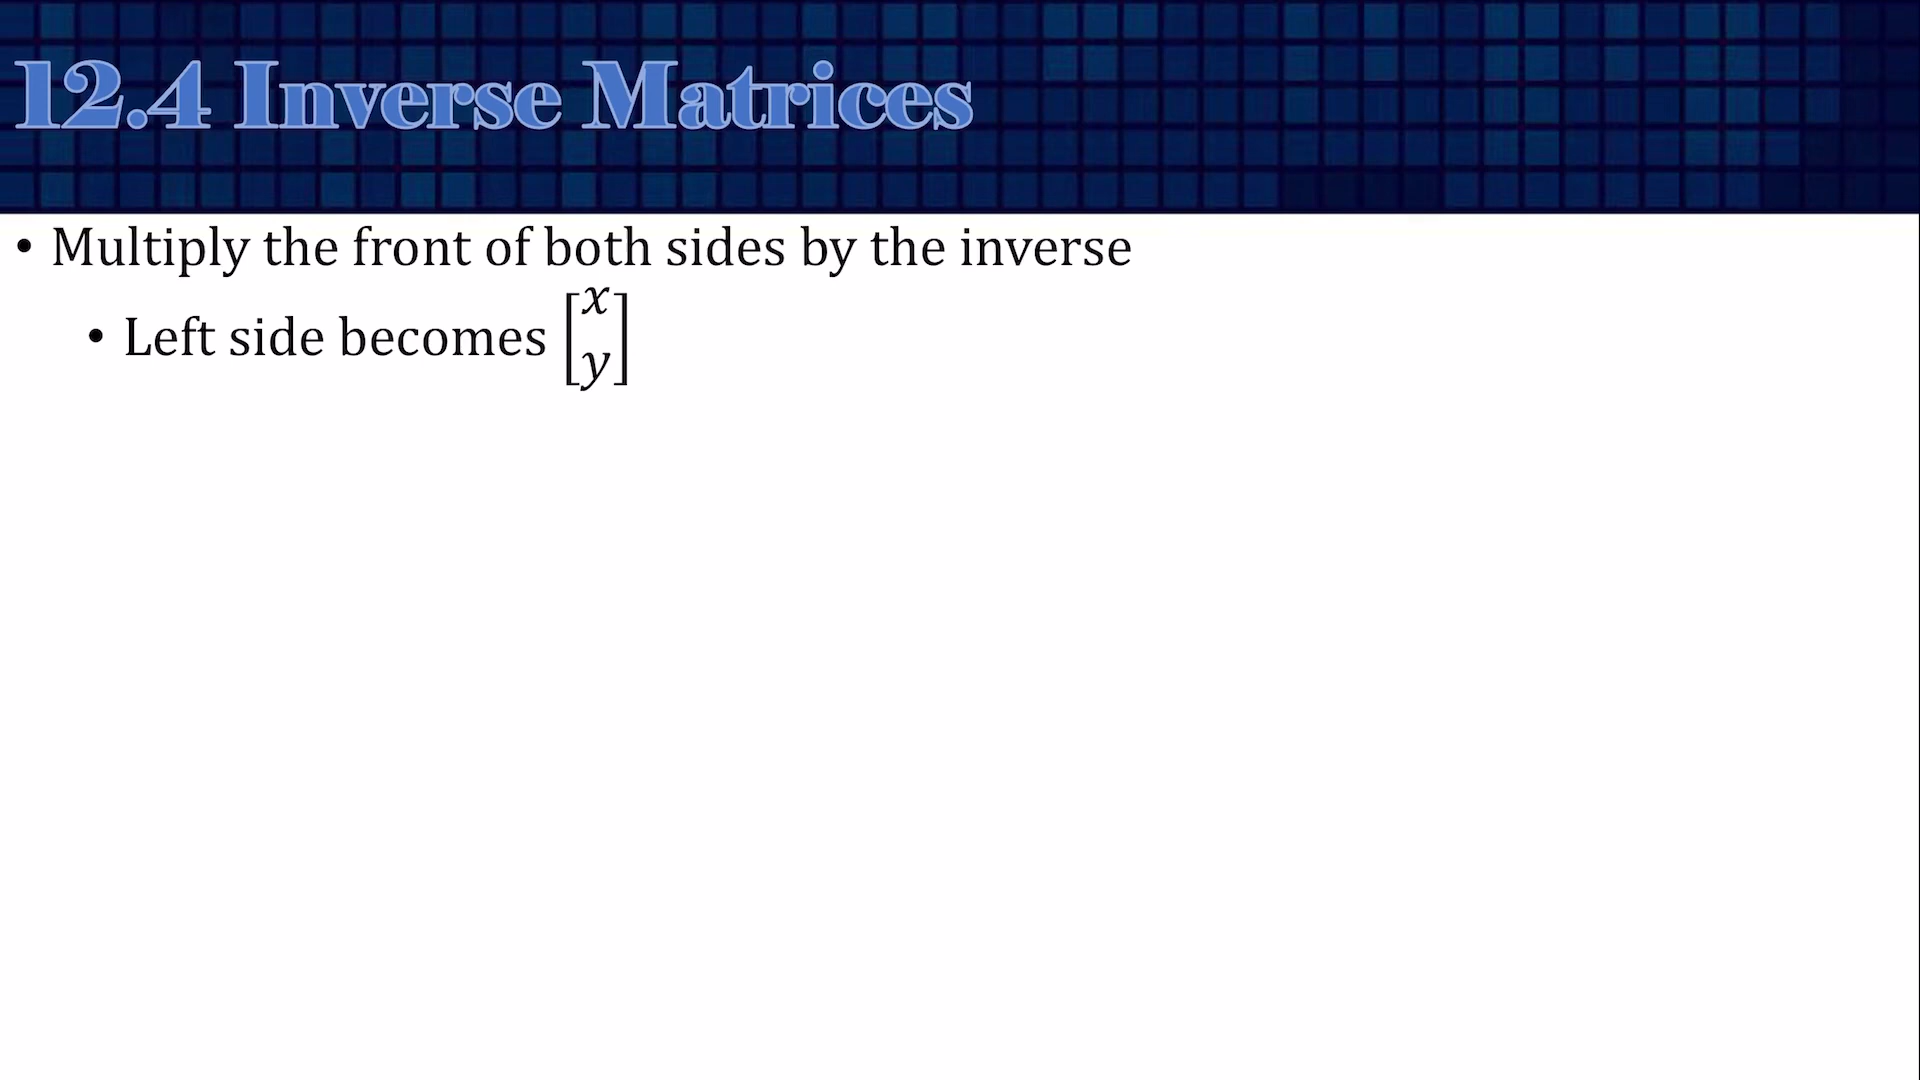 12.4 Inverse Matrices
• Multiply the front of both sides by the inverse
• Left side becomes [x
y]